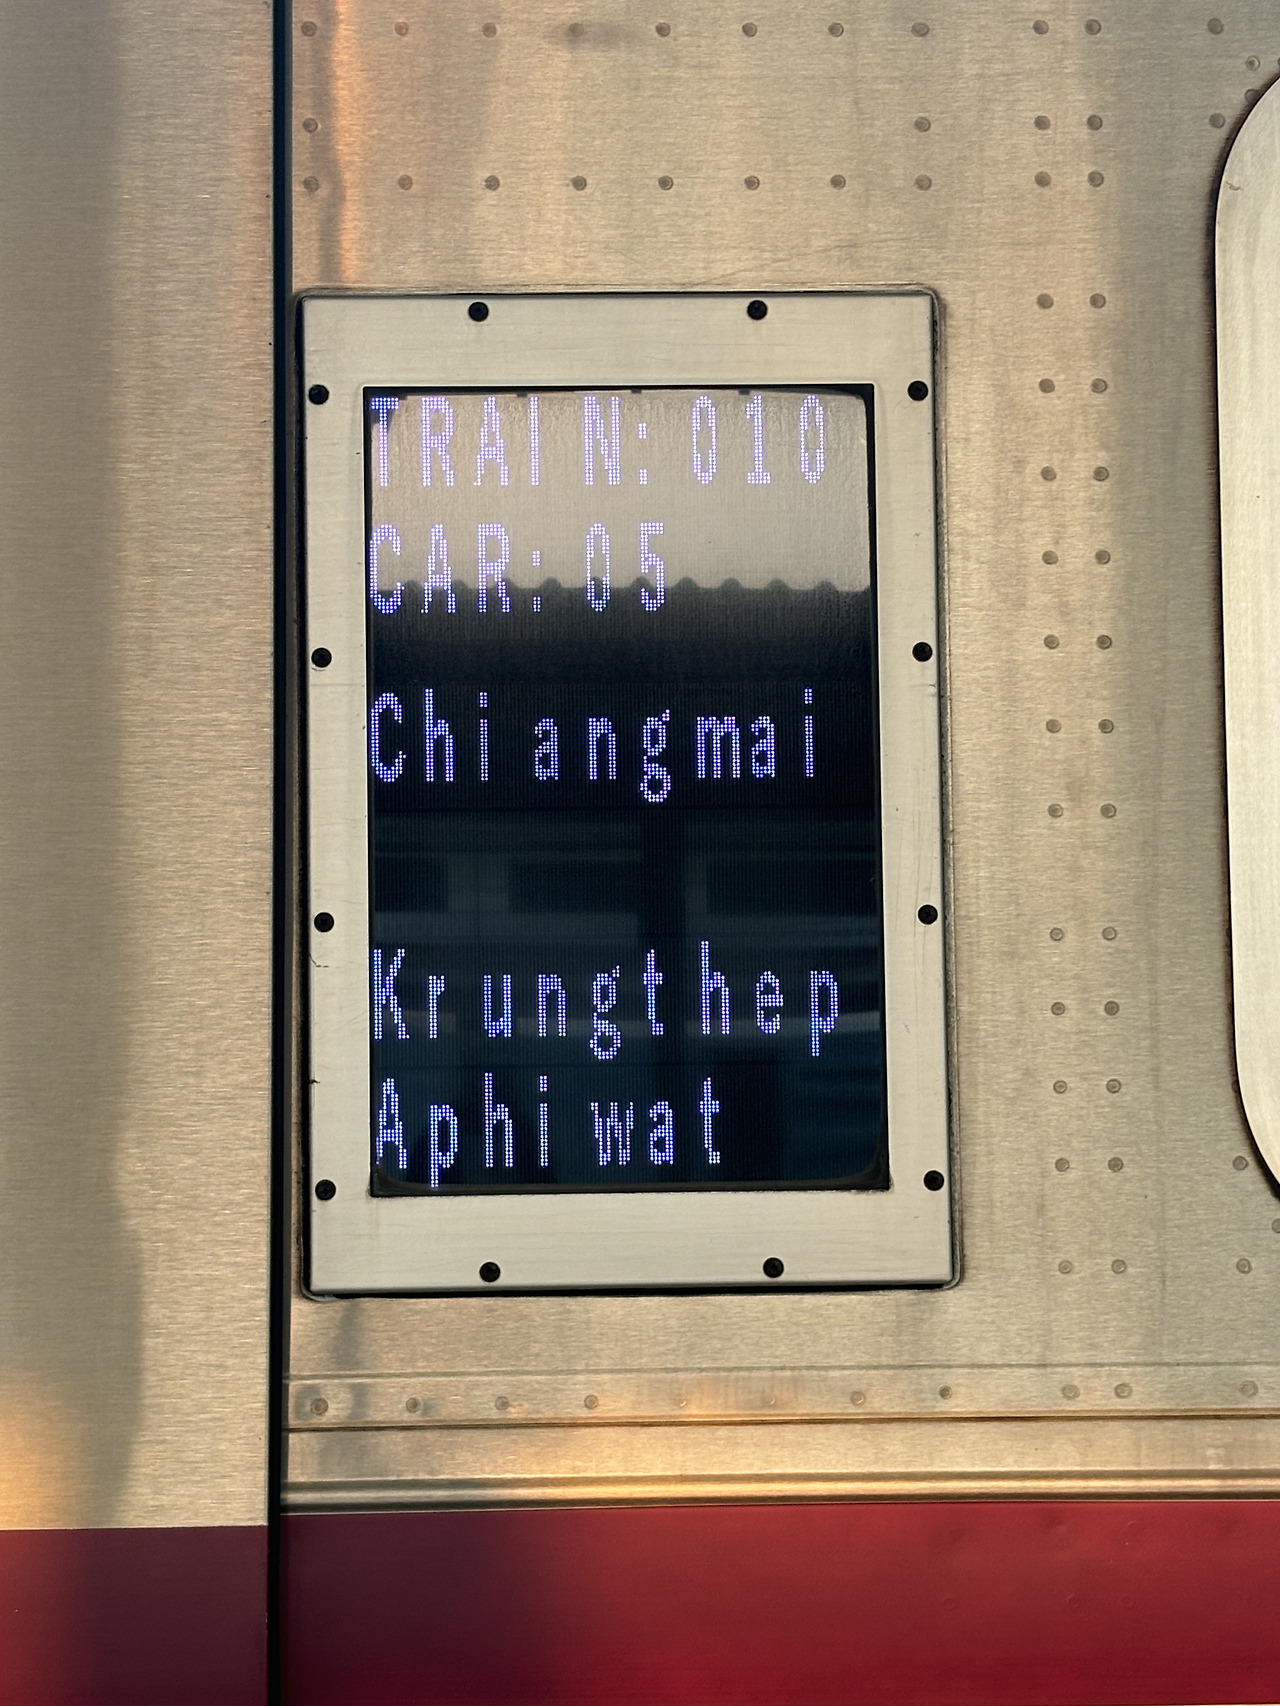 TRAIN: 010
CAR: 05
Chiangmai
Krungthep
Aphiwat